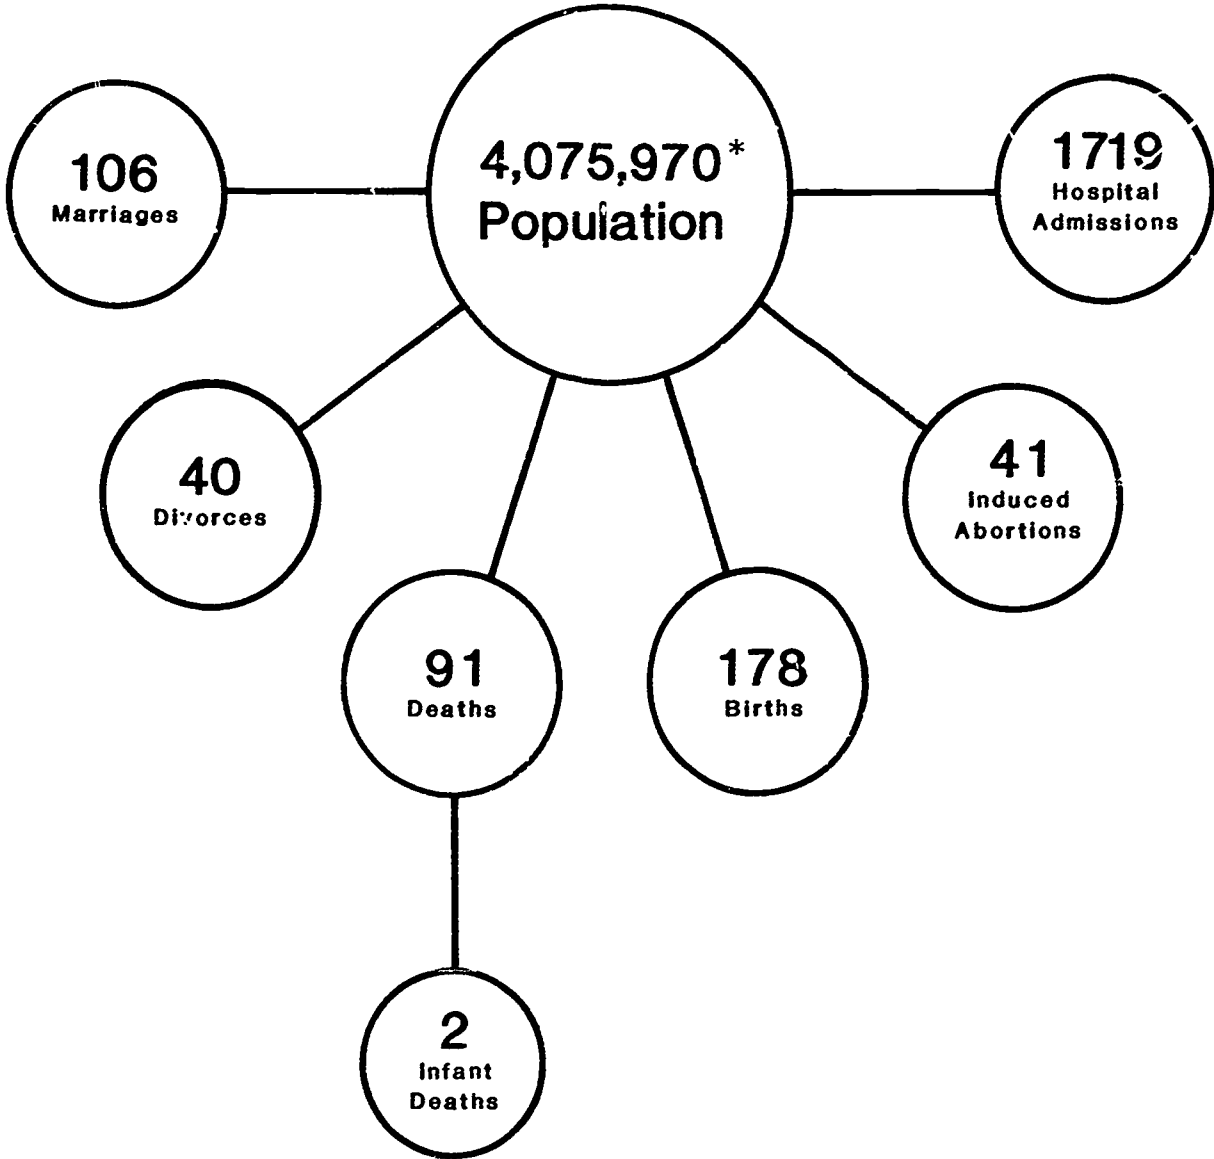 4,075,970*
Population
106
Marriages
1719
Hospital
Admissions
40
Divorces
41
Induced
Abortions
91
Deaths
178
Births
2
Infant
Deaths